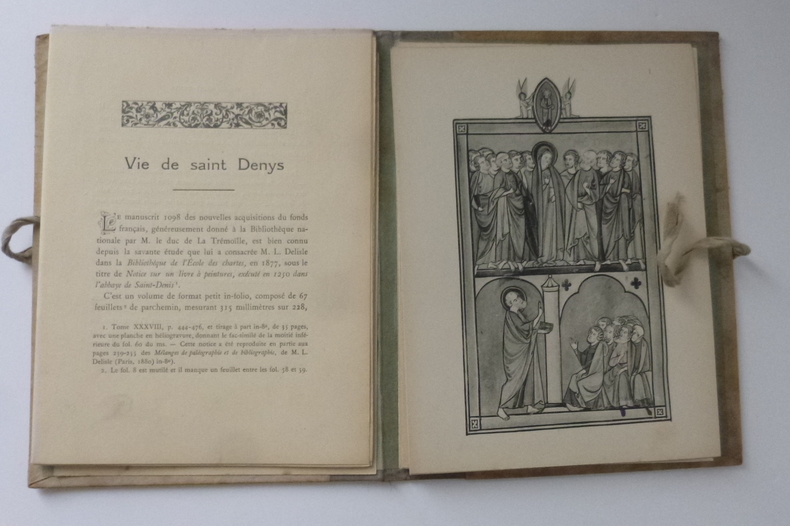 Vie de saint Denys
Le manuscrit 1098 des nouvelles acquisitions du fonds
français, généreusement donné à la Bibliothèque na-
tionale par M. le duc de La Trémoïlle, est bien connu
depuis la savante étude que lui a consacrée M. L. Delisle
dans la Bibliothèque de l'École des chartes, en 1877, sous le
titre de Notice sur un livre à peintures, exécuté en 1250 dans
l'abbaye de Saint-Denis¹.
C'est un volume de format petit in-folio, composé de 67
feuillets² de parchemin, mesurant 315 millimètres sur 228,
1. Tome XXXVIII, p. 444-476, et tirage à part in-8º, de 35 pages,
avec une planche en héliogravure, donnant le fac-similé de la moitié infé-
rieure du fol. 60 du ms. — Cette notice a été reproduite en partie aux
pages 239-253 des Mélanges de paléographie et de bibliographie, de M. L.
Delisle (Paris, 1880, in-8º).
2. Le fol. 8 est mutilé et il manque un feuillet entre les fol. 58 et 59.